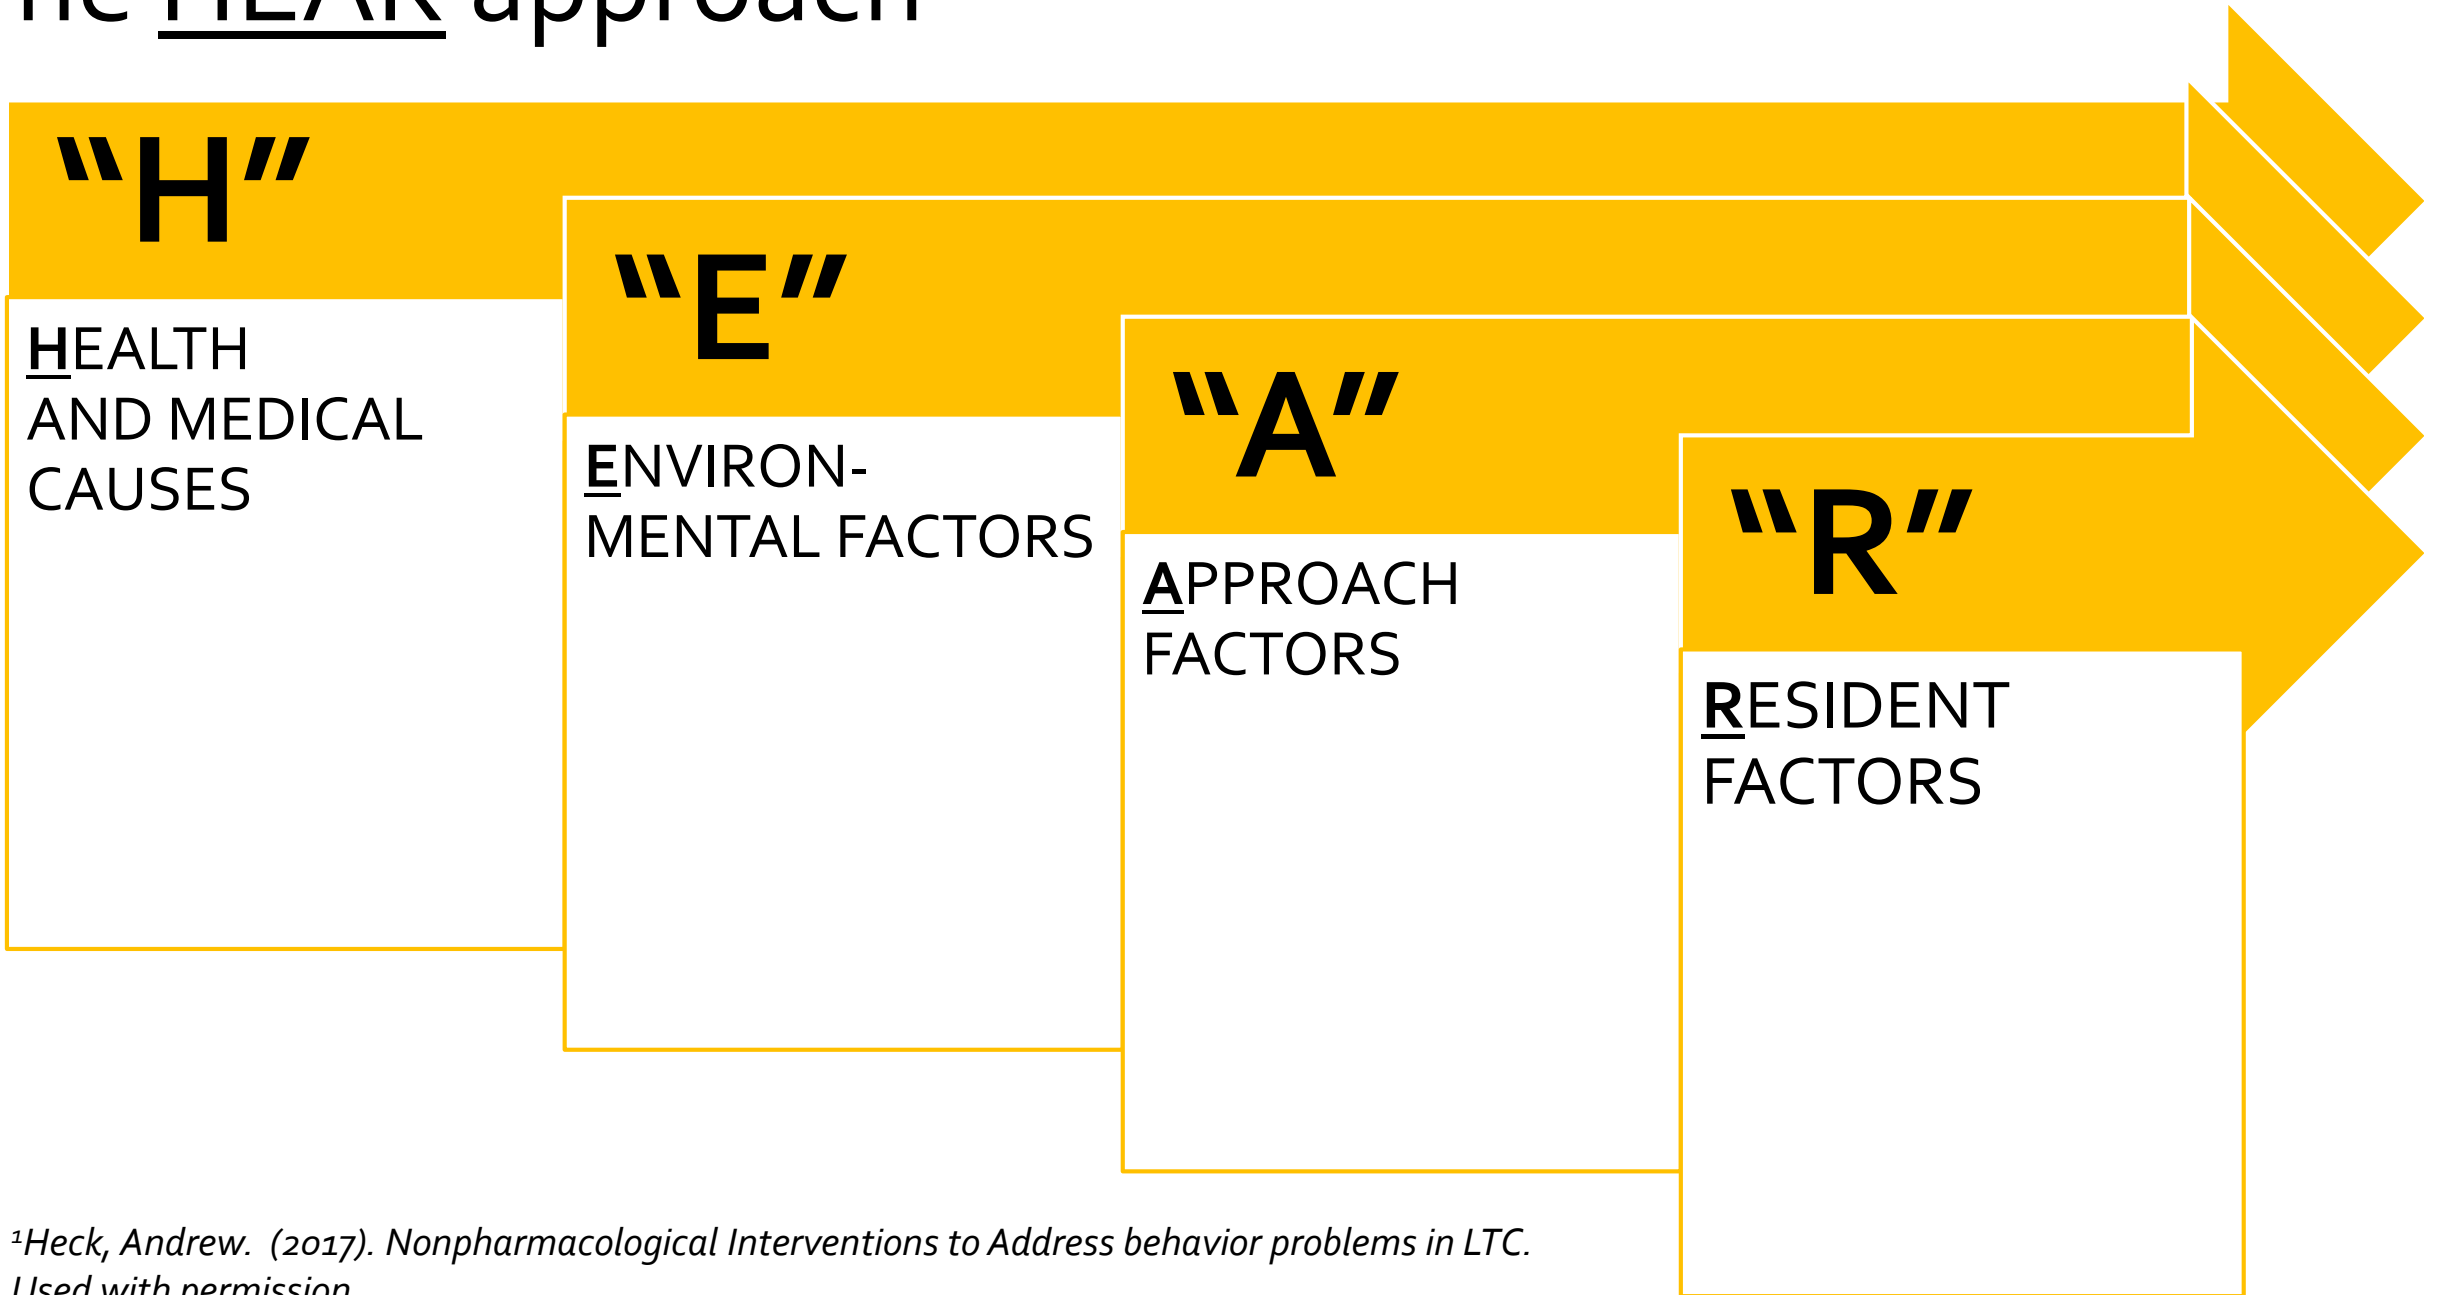 The HEAR approach
“H”
HEALTH
AND MEDICAL
CAUSES
“E”
ENVIRON-
MENTAL FACTORS
“A”
APPROACH
FACTORS
“R”
RESIDENT
FACTORS
¹Heck, Andrew. (2017). Nonpharmacological Interventions to Address behavior problems in LTC.
Used with permission